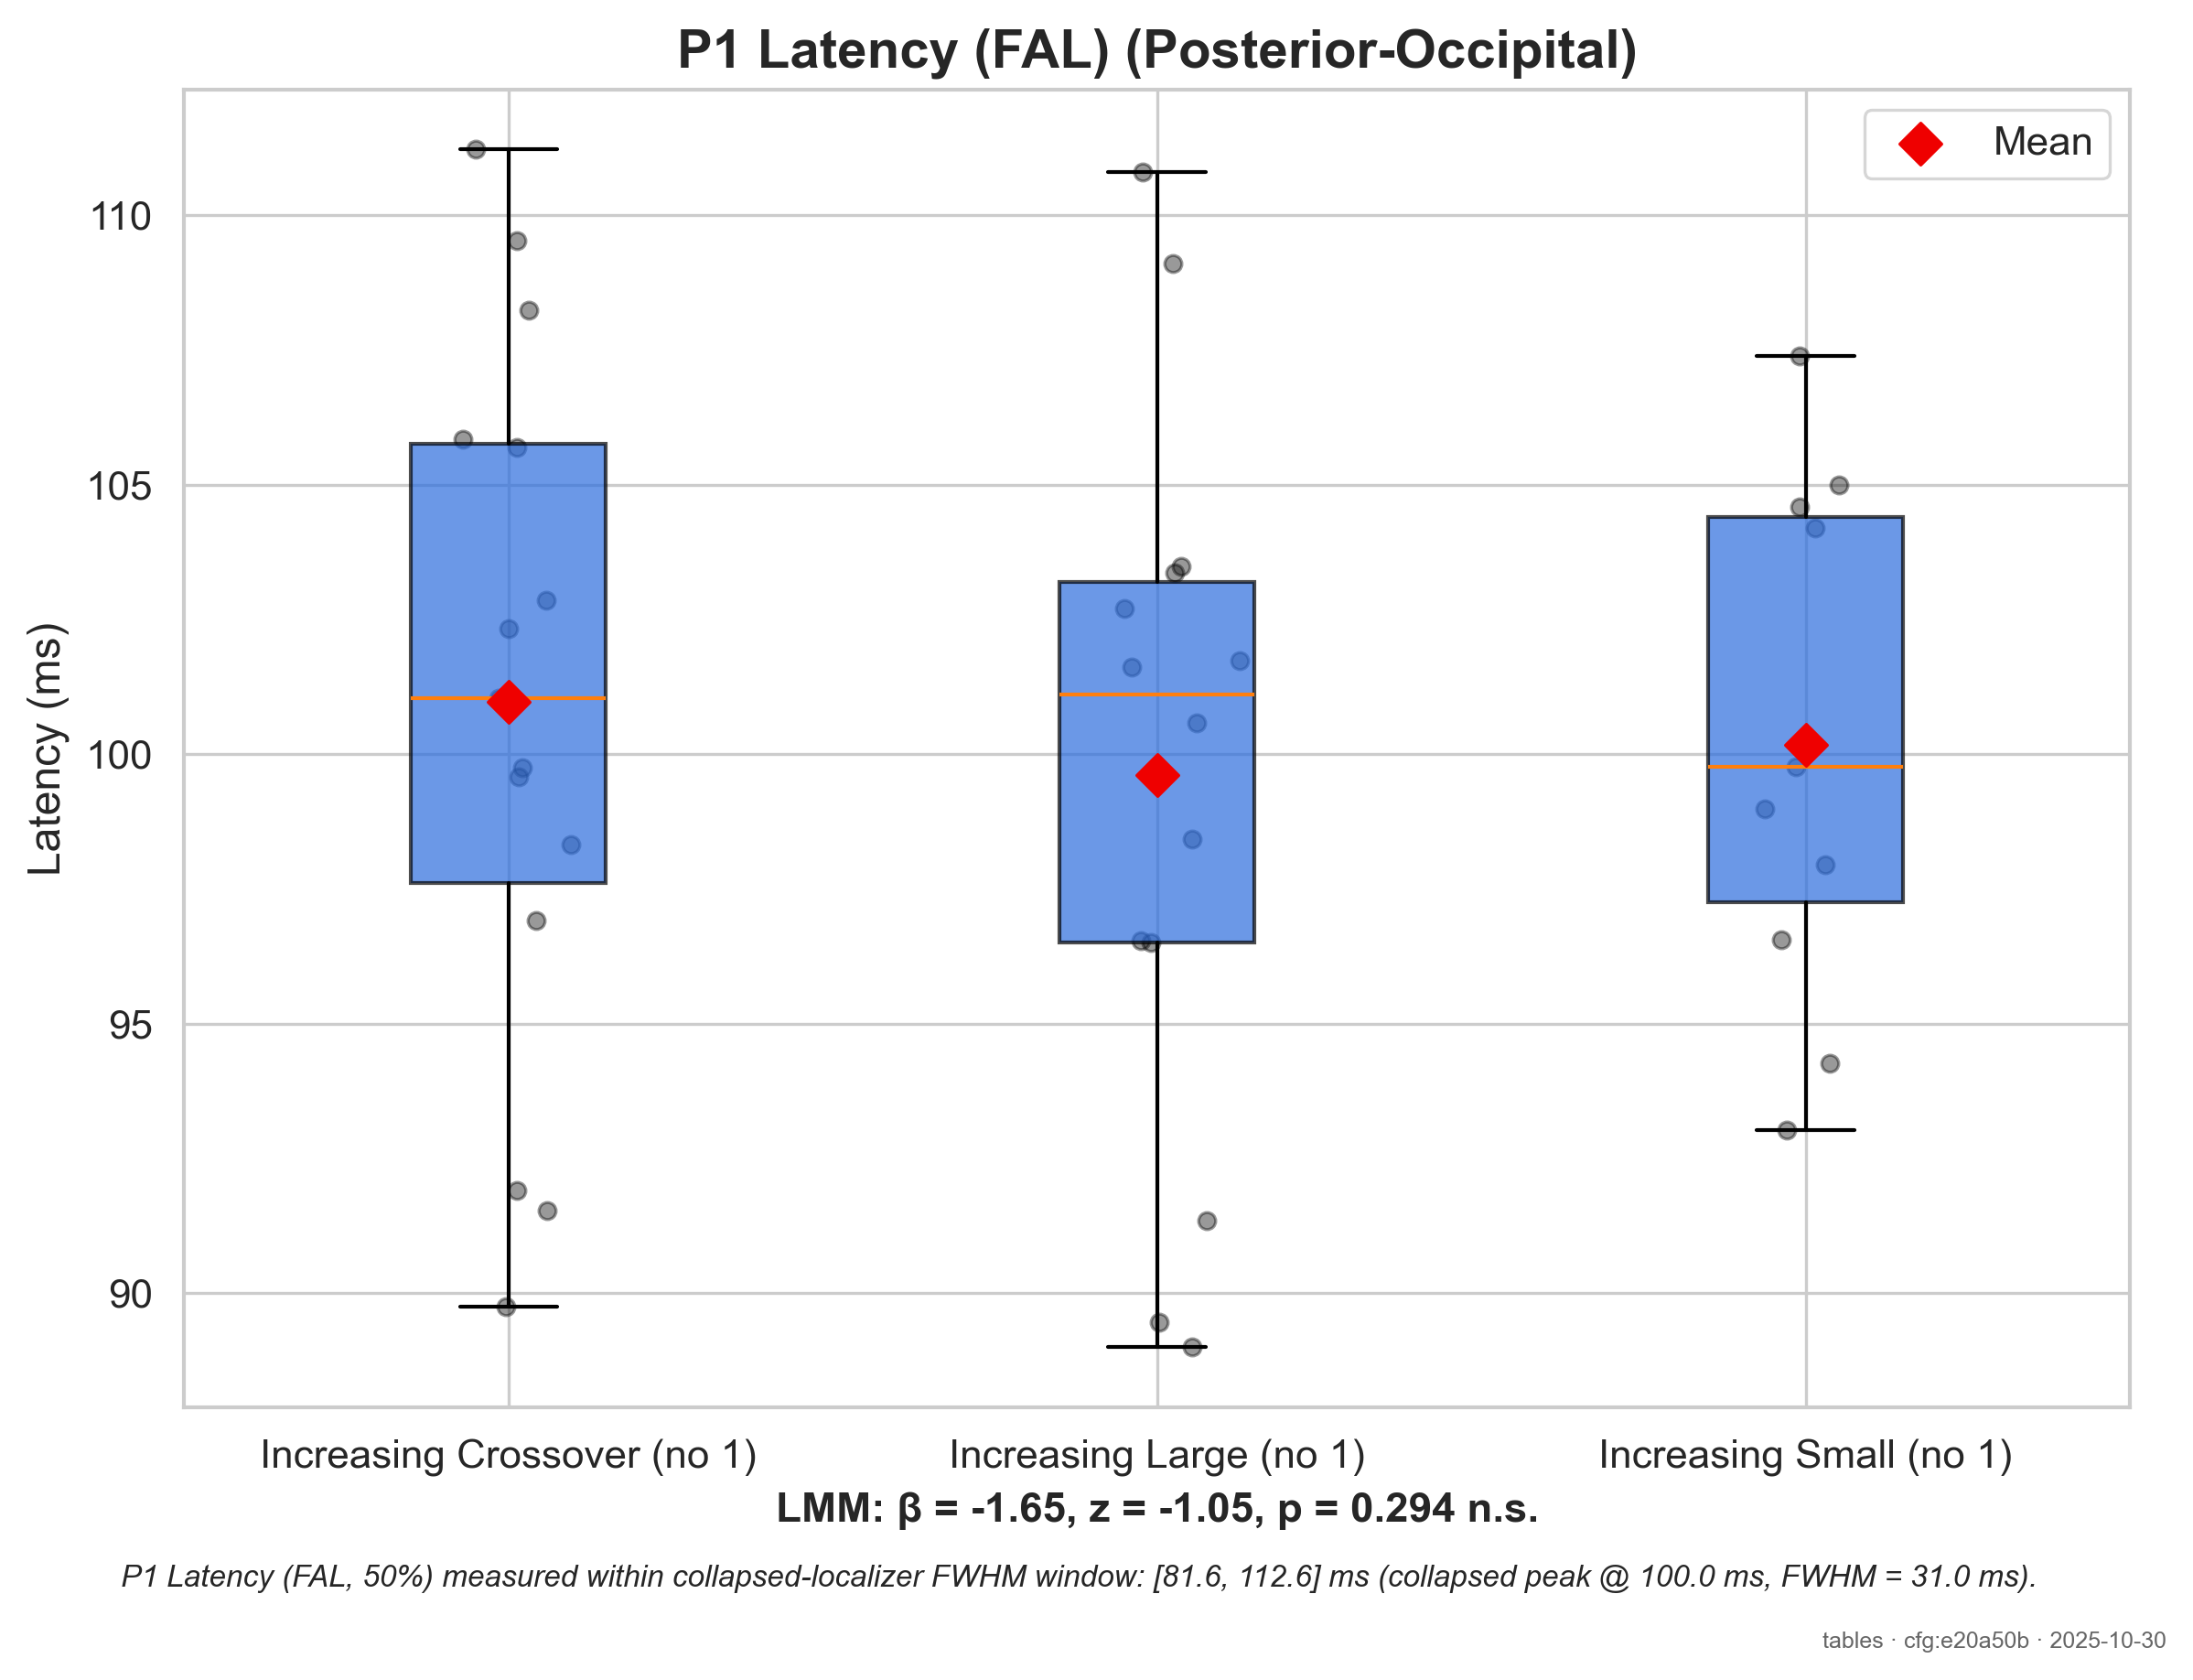 P1 Latency (FAL) (Posterior-Occipital)
Mean
Latency (ms)
110
105
100
95
90
Increasing Crossover (no 1)
Increasing Large (no 1)
Increasing Small (no 1)
LMM: β = -1.65, z = -1.05, p = 0.294 n.s.
P1 Latency (FAL, 50%) measured within collapsed-localizer FWHM window: [81.6, 112.6] ms (collapsed peak @ 100.0 ms, FWHM = 31.0 ms).
tables · cfg:e20a50b · 2025-10-30